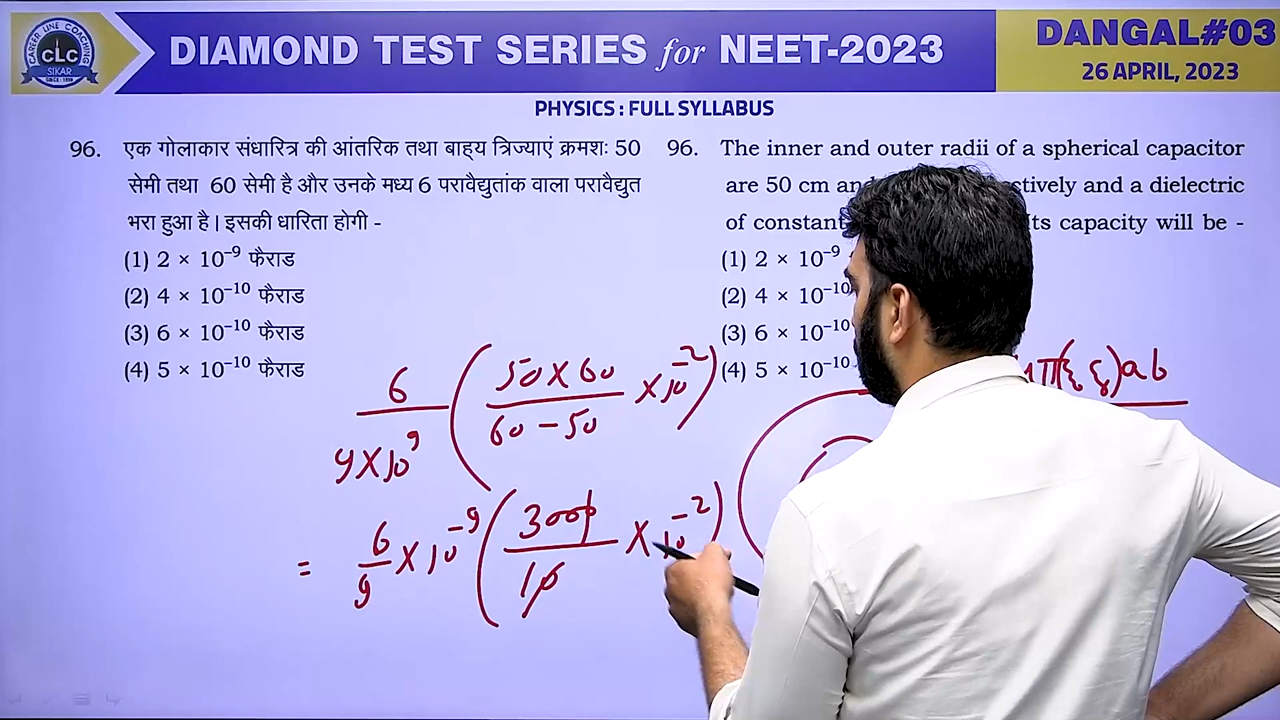 CAREER LINE COACHING
CLC
SIKAR
SINCE : 1996
DIAMOND TEST SERIES for NEET-2023
DANGAL#03
26 APRIL, 2023
PHYSICS : FULL SYLLABUS
96. एक गोलाकार संधारित्र की आंतरिक तथा बाह्य त्रिज्याएं क्रमशः 50
सेमी तथा 60 सेमी है और उनके मध्य 6 परावैद्युतांक वाला परावैद्युत
भरा हुआ है। इसकी धारिता होगी -
(1) 2 × 10⁻⁹ फैराड
(2) 4 × 10⁻¹⁰ फैराड
(3) 6 × 10⁻¹⁰ फैराड
(4) 5 × 10⁻¹⁰ फैराड
96. The inner and outer radii of a spherical capacitor
are 50 cm and a dielectric
of constant capacity will be -
(1) 2 × 10⁻⁹
(2) 4 × 10⁻¹⁰
(3) 6 × 10⁻¹⁰
(4) 5 × 10⁻¹⁰
6/9×10⁹ (50×60/60-50 ×10⁻²)
= 6/9 ×10⁻⁹ (3000/10 ×10⁻²)
ab